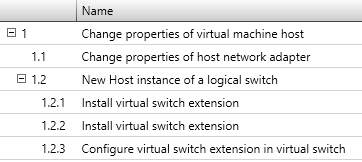 Name
1 Change properties of virtual machine host
1.1 Change properties of host network adapter
1.2 New Host instance of a logical switch
1.2.1 Install virtual switch extension
1.2.2 Install virtual switch extension
1.2.3 Configure virtual switch extension in virtual switch